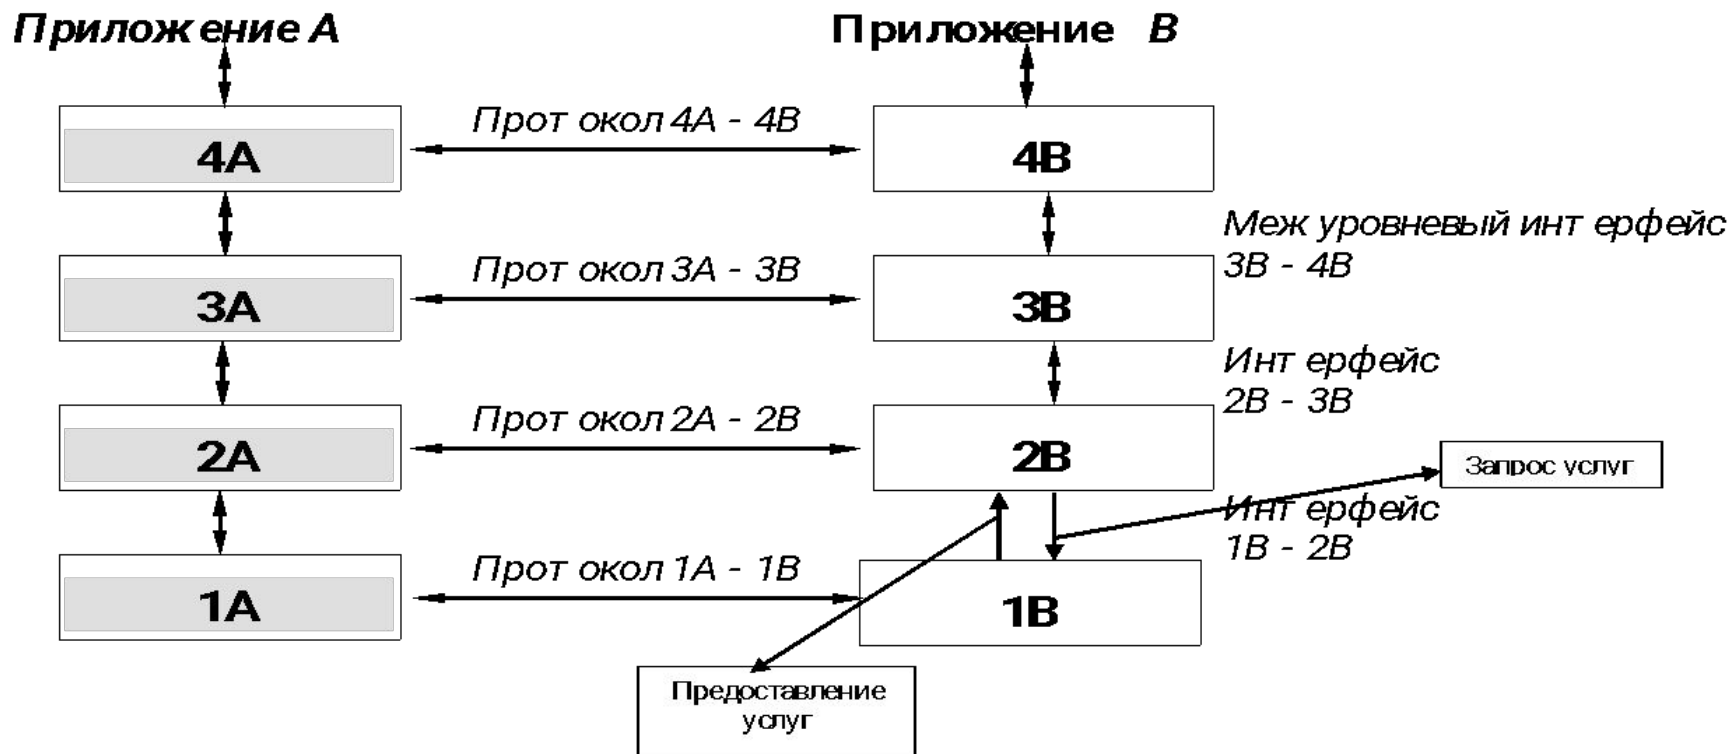 Приложение А
Приложение В
4А
Протокол 4А - 4В
4В
Межуровневый интерфейс
3В - 4В
3А
Протокол 3А - 3В
3В
Интерфейс
2В - 3В
2А
Протокол 2А - 2В
2В
Запрос услуг
Интерфейс
1В - 2В
1А
Протокол 1А - 1В
1В
Предоставление
услуг